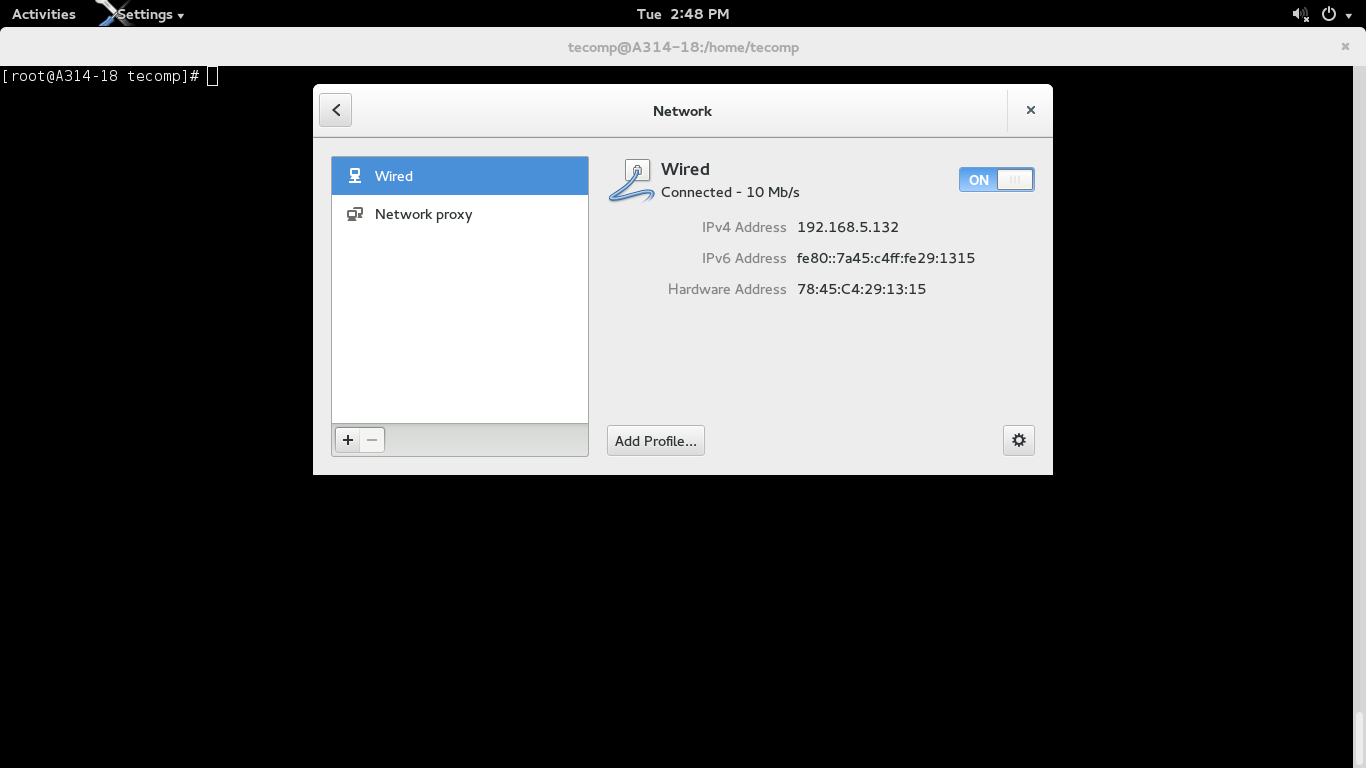 Activities Settings Tue 2:48 PM
tecomp@A314-18:/home/tecomp
[root@A314-18 tecomp]#
Network
Wired
Network proxy
Wired
ON
Connected - 10 Mb/s
IPv4 Address 192.168.5.132
IPv6 Address fe80::7a45:c4ff:fe29:1315
Hardware Address 78:45:C4:29:13:15
Add Profile...